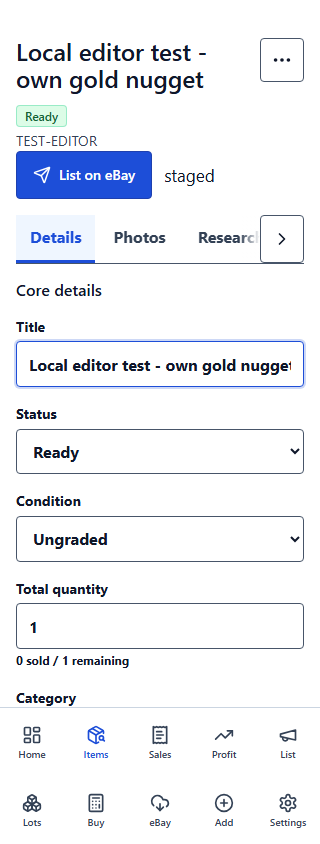 Local editor test -
own gold nugget
Ready
TEST-EDITOR
List on eBay
staged
Details
Photos
Research
Core details
Title
Local editor test - own gold nugget
Status
Ready
Condition
Ungraded
Total quantity
1
0 sold / 1 remaining
Category
Home
Items
Sales
Profit
List
Lots
Buy
eBay
Add
Settings